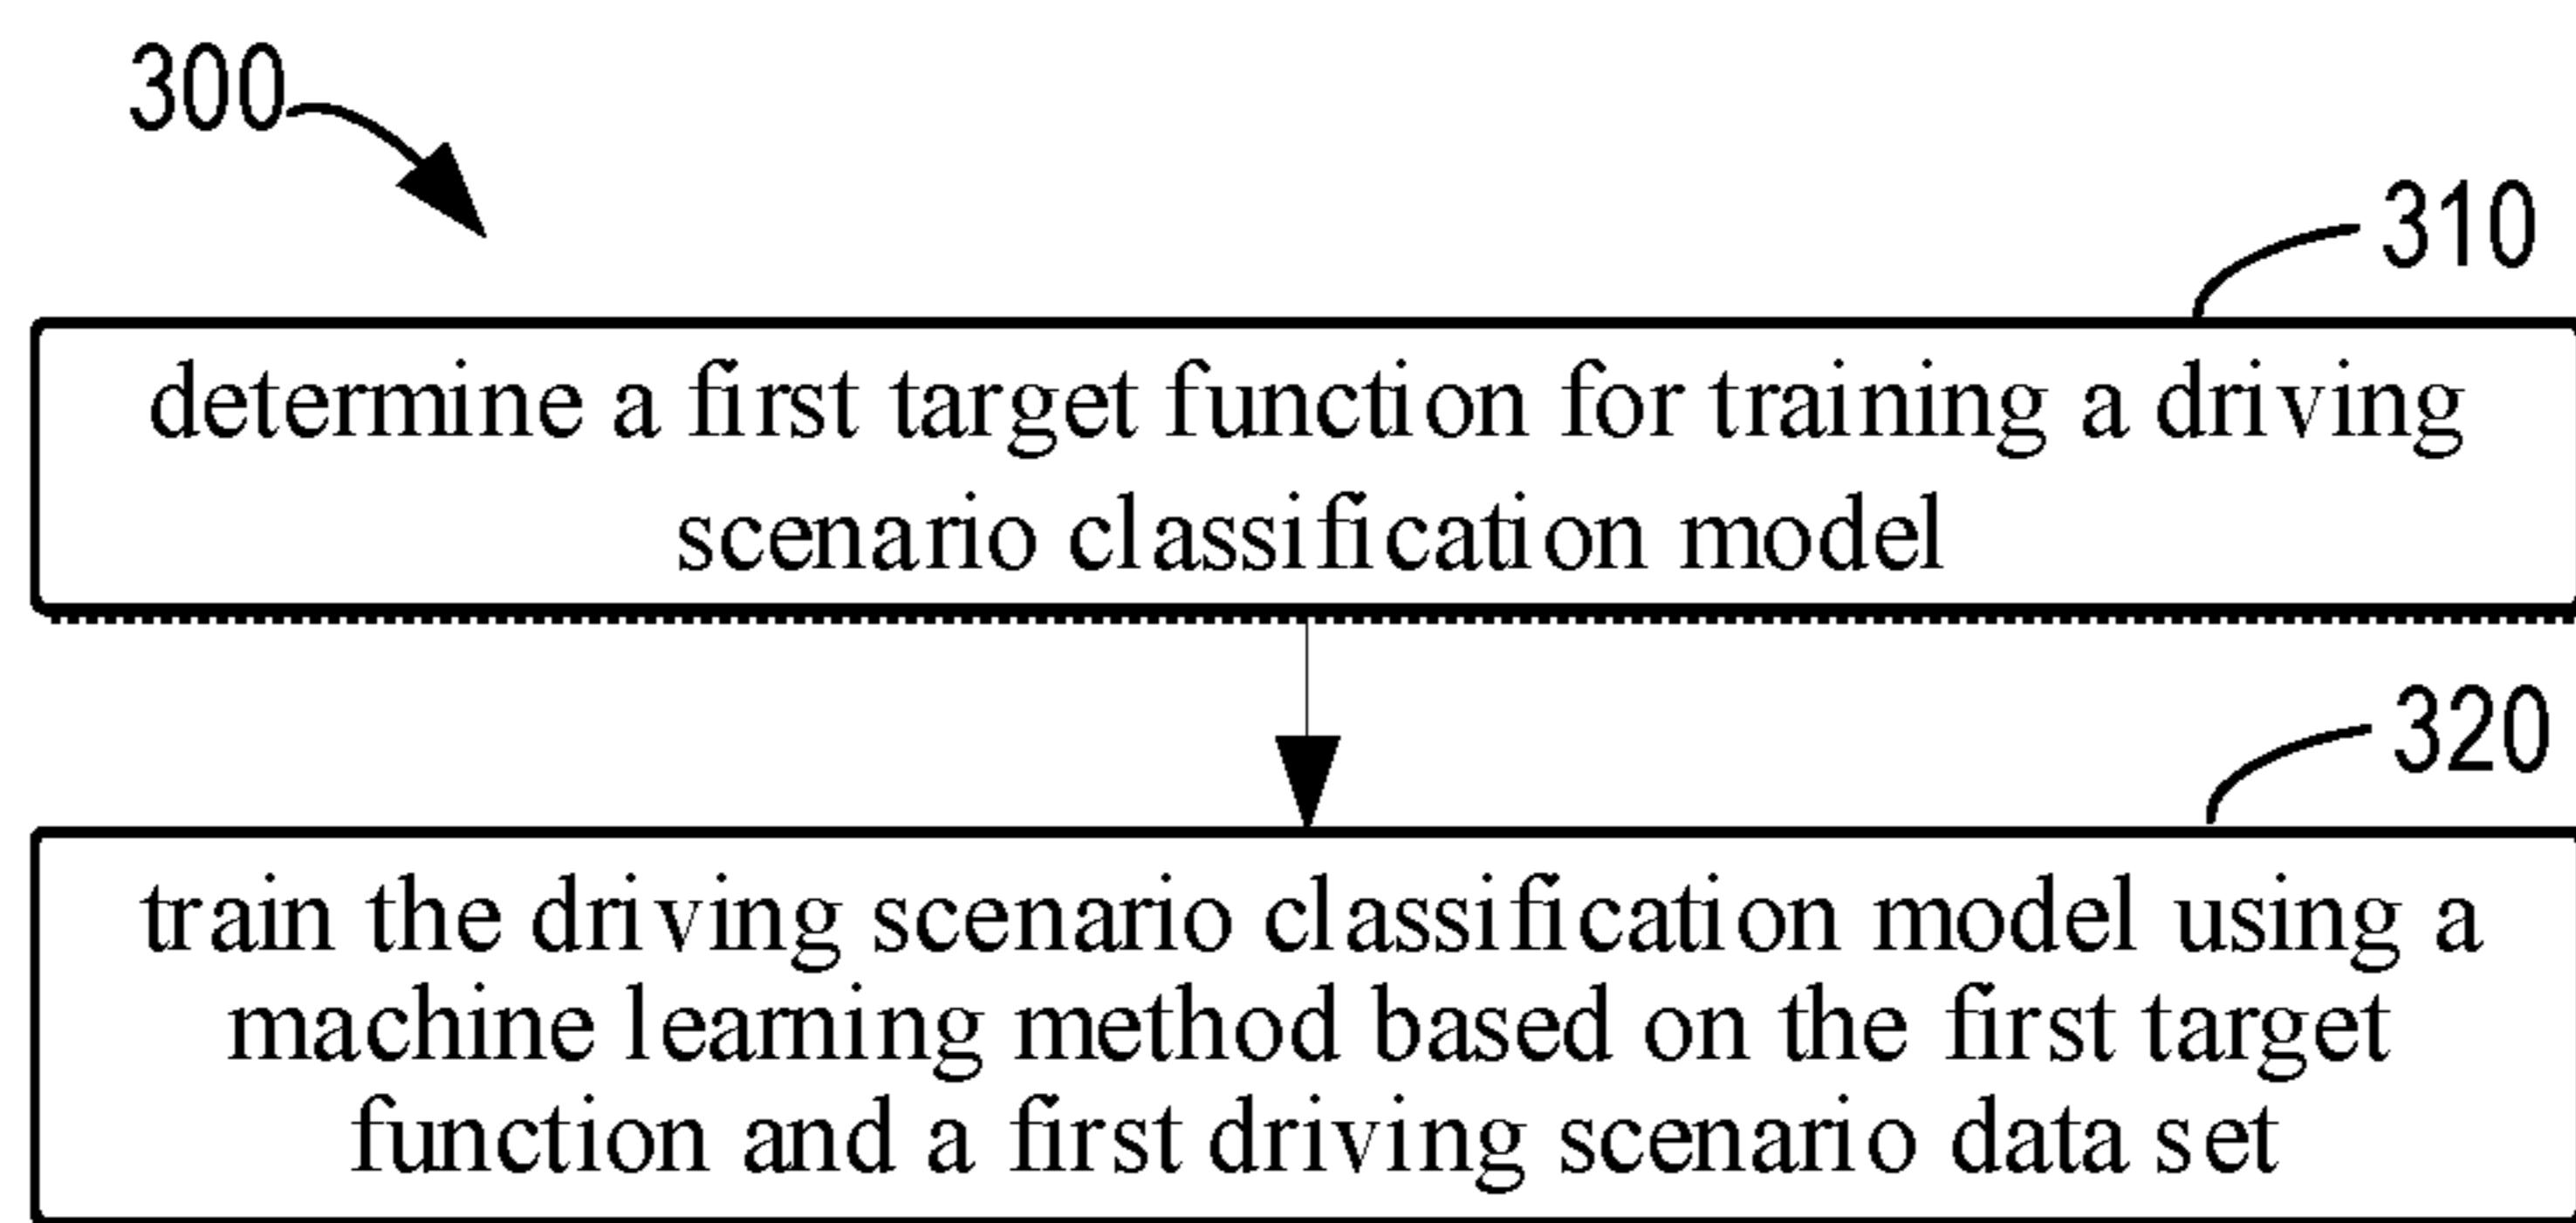 300
310
determine a first target function for training a driving
scenario classification model
320
train the driving scenario classification model using a
machine learning method based on the first target
function and a first driving scenario data set